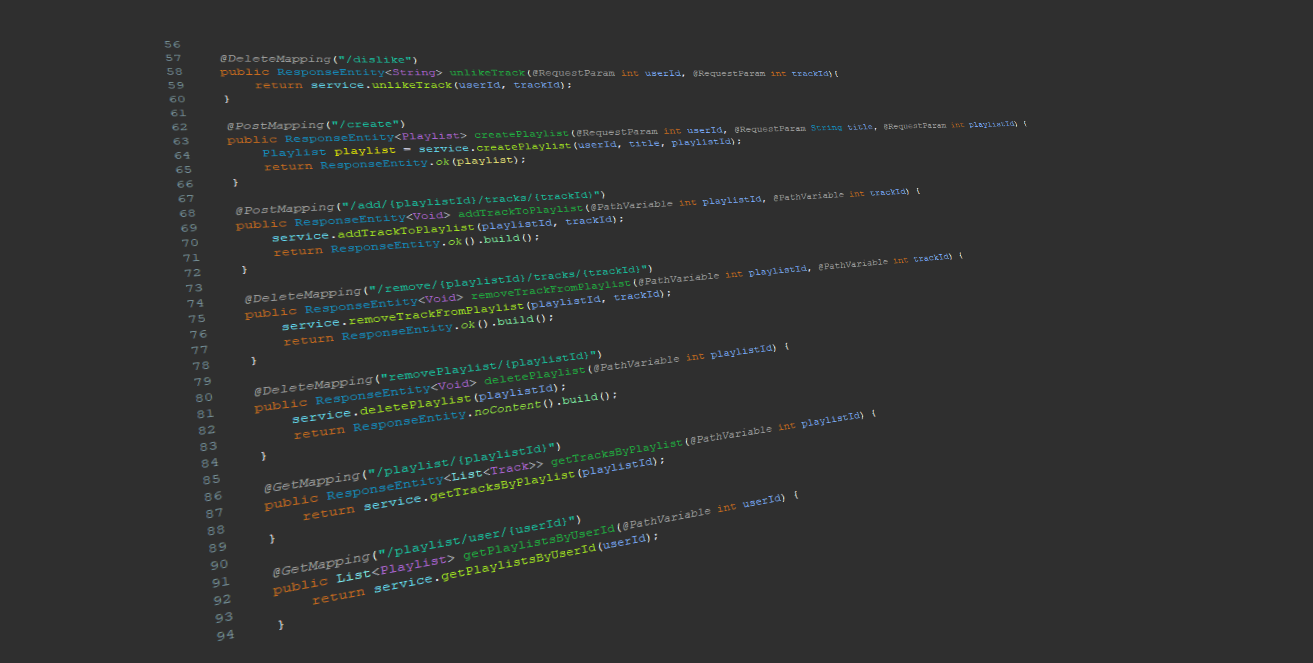 56
57 @DeleteMapping("/dislike")
58 public ResponseEntity<String> unlikeTrack(@RequestParam int userId, @RequestParam int trackId){
59 return service.unlikeTrack(userId, trackId);
60 }
61
62 @PostMapping("/create")
63 public ResponseEntity<Playlist> createPlaylist(@RequestParam int userId, @RequestParam String title, @RequestParam int playlistId) {
64 Playlist playlist = service.createPlaylist(userId, title, playlistId);
65 return ResponseEntity.ok(playlist);
66 }
67
68 @PostMapping("/add/{playlistId}/tracks/{trackId}")
69 public ResponseEntity<Void> addTrackToPlaylist(@PathVariable int playlistId, @PathVariable int trackId) {
70 service.addTrackToPlaylist(playlistId, trackId);
71 return ResponseEntity.ok().build();
72 }
73
74 @DeleteMapping("/remove/{playlistId}/tracks/{trackId}")
75 public ResponseEntity<Void> removeTrackFromPlaylist(@PathVariable int playlistId, @PathVariable int trackId) {
76 service.removeTrackFromPlaylist(playlistId, trackId);
77 return ResponseEntity.ok().build();
78 }
79
80 @DeleteMapping("removePlaylist/{playlistId}")
81 public ResponseEntity<Void> deletePlaylist(@PathVariable int playlistId) {
82 service.deletePlaylist(playlistId);
83 return ResponseEntity.noContent().build();
84 }
85
86 @GetMapping("/playlist/{playlistId}")
87 public ResponseEntity<List<Track>> getTracksByPlaylist(@PathVariable int playlistId) {
88 return service.getTracksByPlaylist(playlistId);
89 }
90
91 @GetMapping("/playlist/user/{userId}")
92 public List<Playlist> getPlaylistsByUserId(@PathVariable int userId) {
93 return service.getPlaylistsByUserId(userId);
94 }